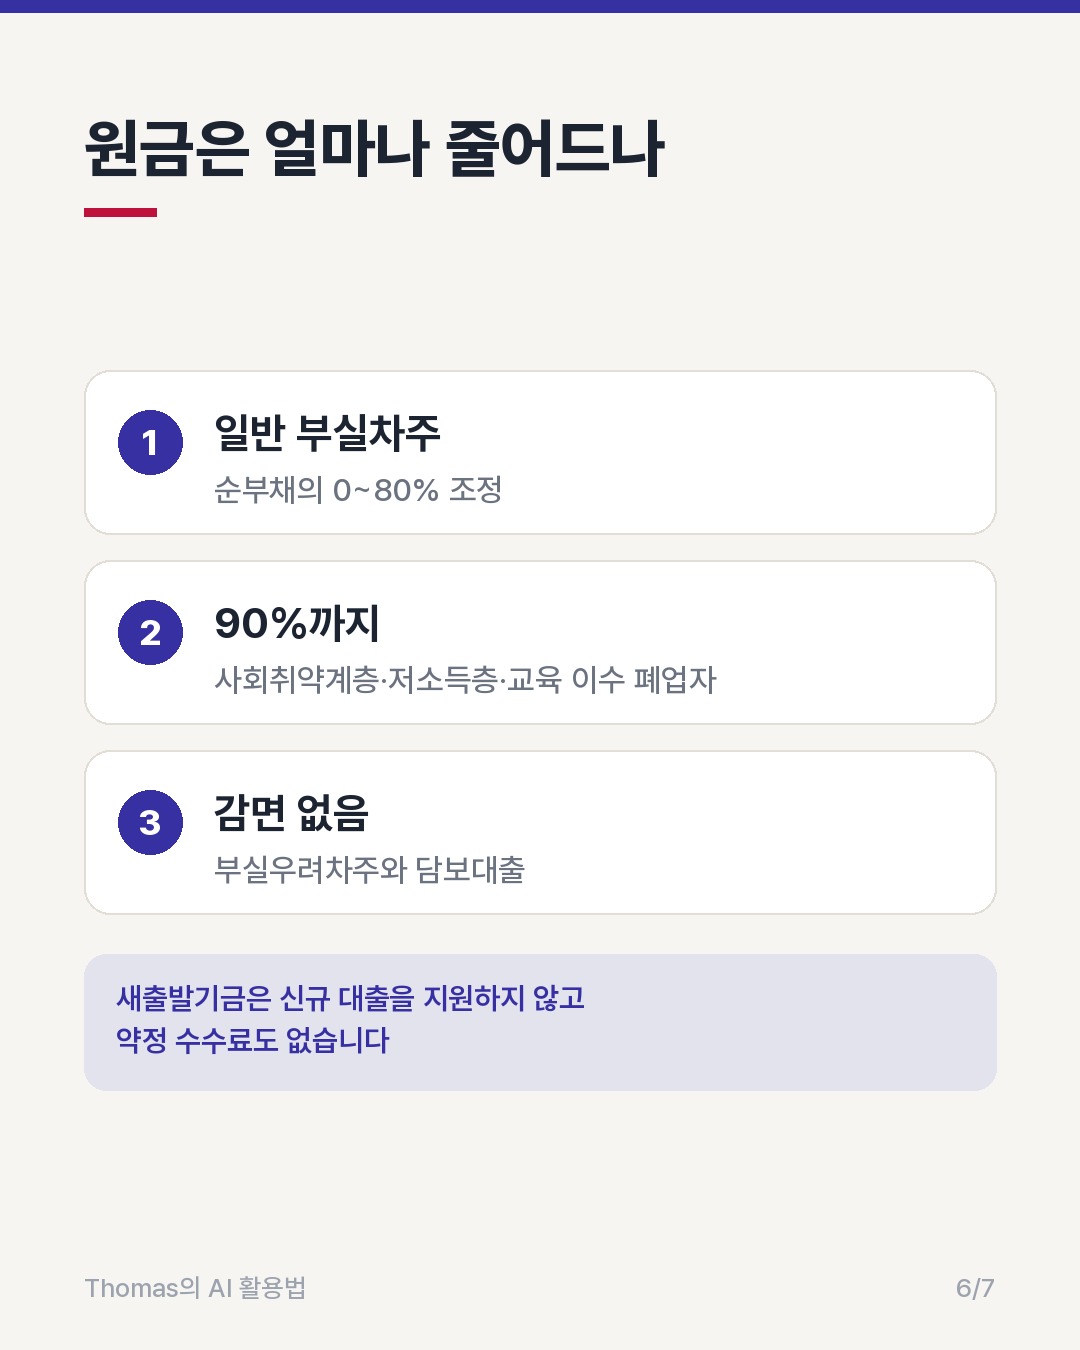 원금은 얼마나 줄어드나
1
일반 부실차주
순부채의 0~80% 조정
2
90%까지
사회취약계층·저소득층·교육 이수 폐업자
3
감면 없음
부실우려차주와 담보대출
새출발기금은 신규 대출을 지원하지 않고
약정 수수료도 없습니다
Thomas의 AI 활용법
6/7